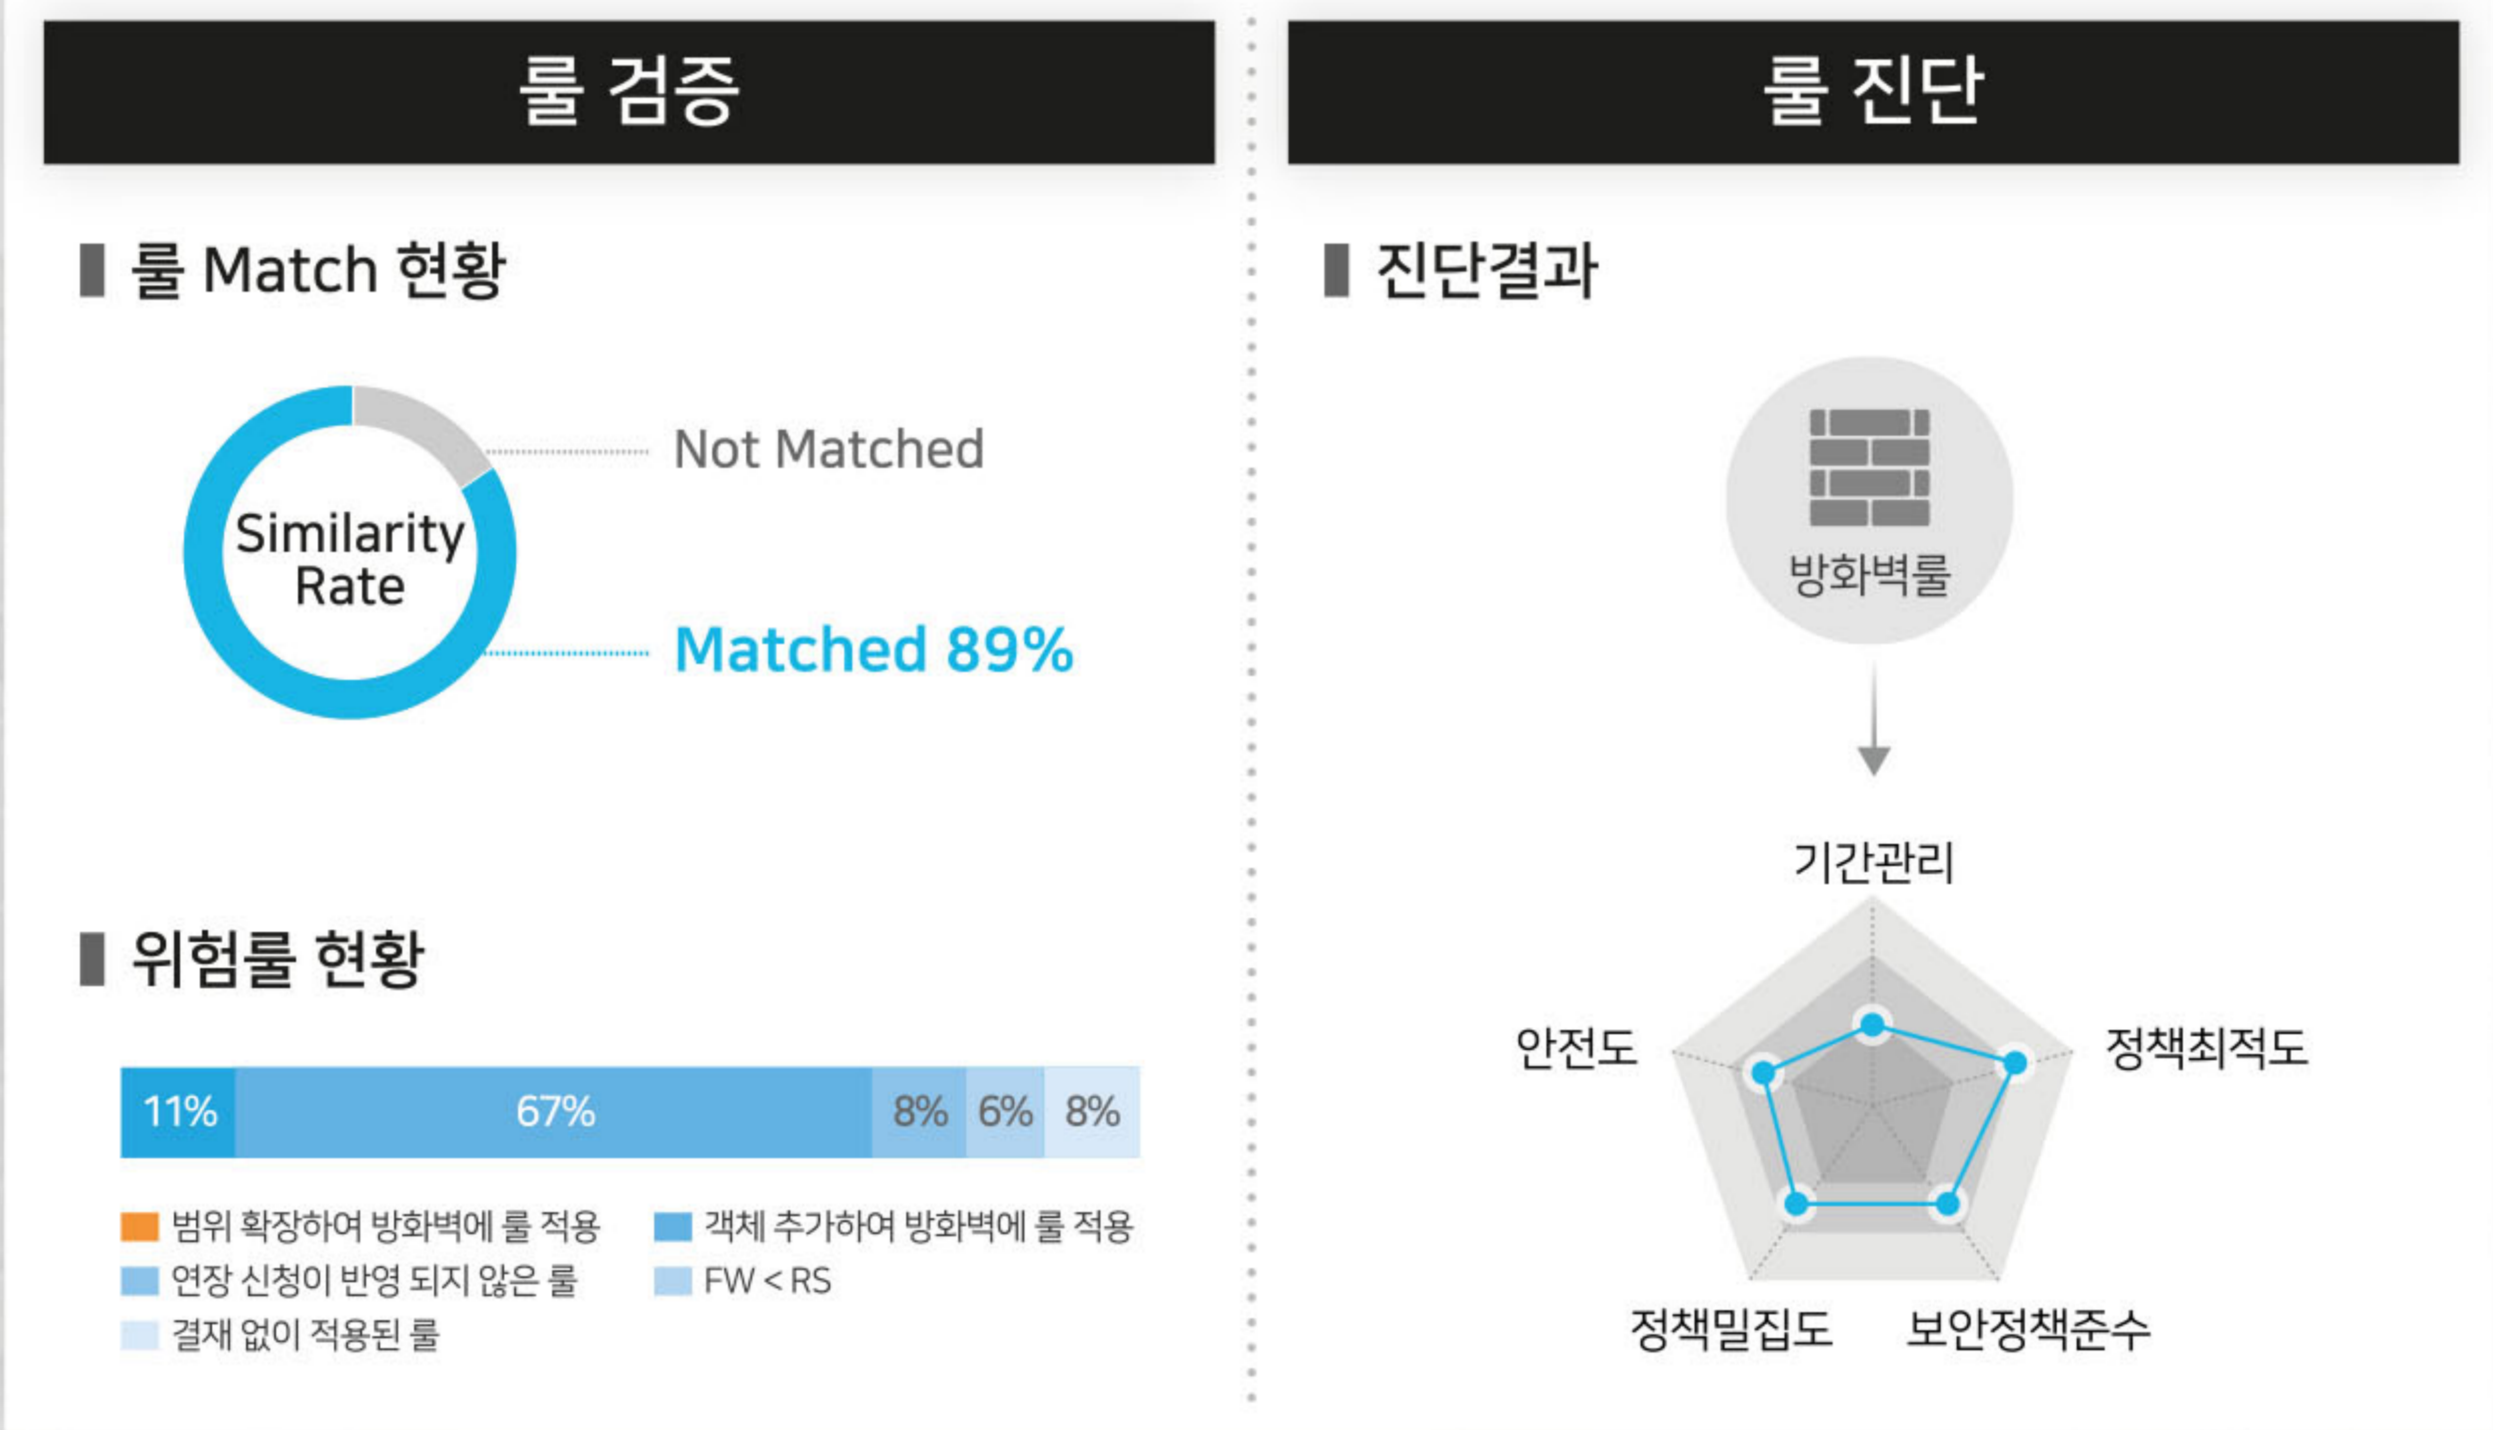 룰 검증
룰 Match 현황
Similarity
Rate
Not Matched
Matched 89%
위험룰 현황
11% 67% 8% 6% 8%
범위 확장하여 방화벽에 룰 적용
객체 추가하여 방화벽에 룰 적용
연장 신청이 반영 되지 않은 룰
FW < RS
결재 없이 적용된 룰
룰 진단
진단결과
방화벽룰
기간관리
안전도
정책최적도
정책밀집도
보안정책준수